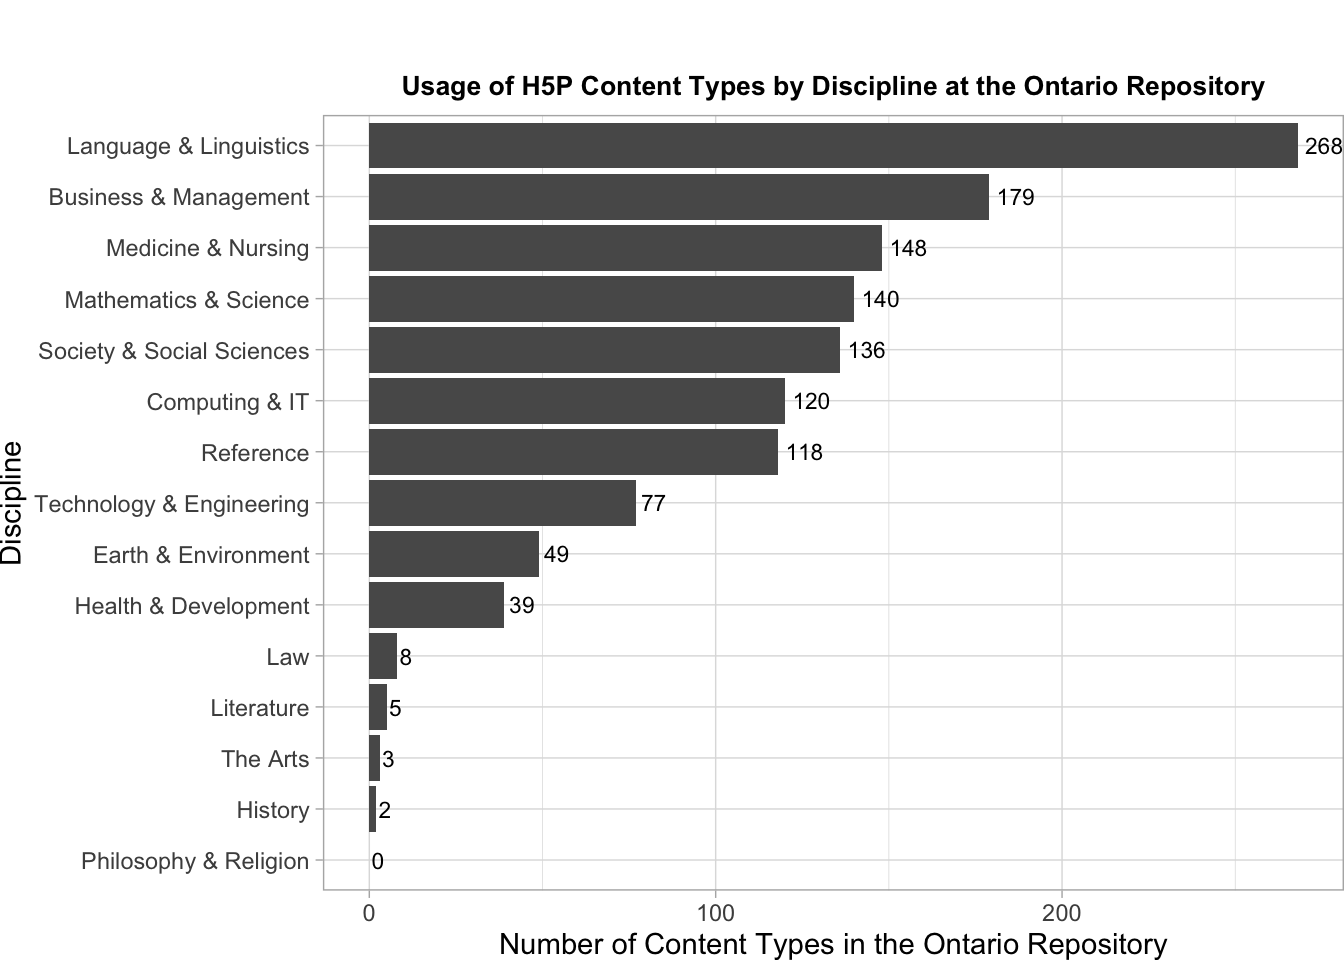 Usage of H5P Content Types by Discipline at the Ontario Repository
Discipline
Language & Linguistics 268
Business & Management 179
Medicine & Nursing 148
Mathematics & Science 140
Society & Social Sciences 136
Computing & IT 120
Reference 118
Technology & Engineering 77
Earth & Environment 49
Health & Development 39
Law 8
Literature 5
The Arts 3
History 2
Philosophy & Religion 0
0 100 200
Number of Content Types in the Ontario Repository